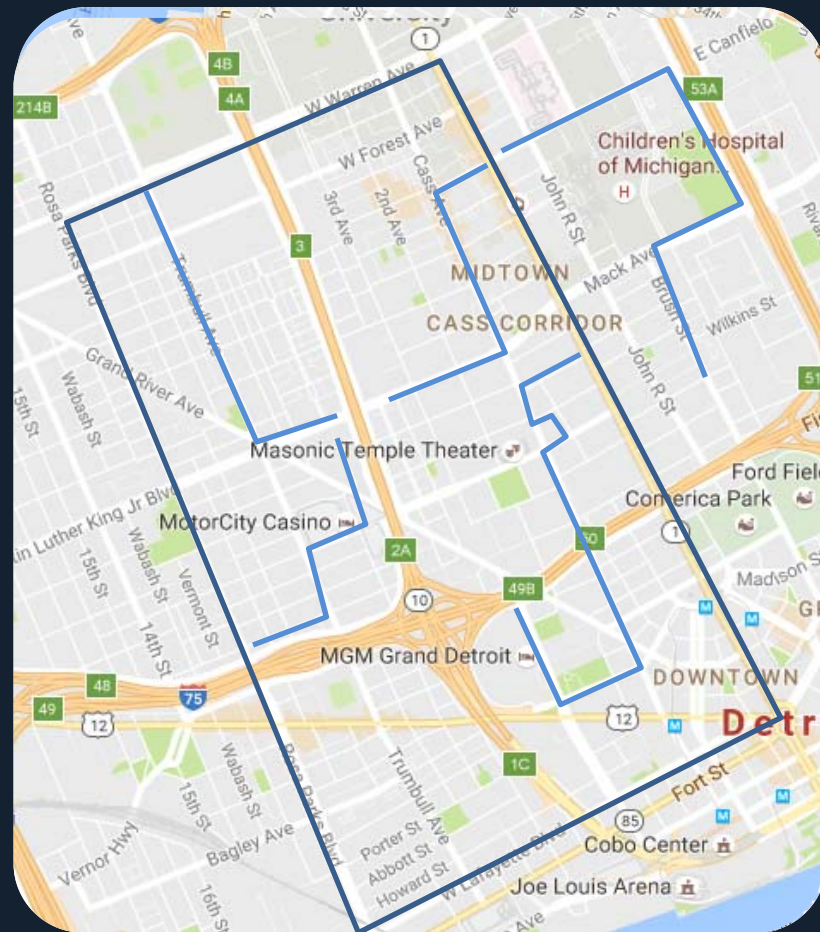 University
1
4B
34th
E Canfield
W Warren Ave
53A
4A
214B
W Forest Ave
Children's Hospital
of Michigan...
H
Cass Ave
John R St
Rosa Parks Blvd
3rd Ave
2nd Ave
3
Trumbull Ave
MIDTOWN
Mack Ave
Brush St
Wilkins St
CASS CORRIDOR
Grand River Ave
John R St
Wabash St
15th St
51
Masonic Temple Theater
Ford Fiel
Comerica Park
tin Luther King Jr Blvd
MotorCity Casino
1
50
2A
15th St
Wabash St
Vermont St
49B
Madison S
10
M
M
14th St
MGM Grand Detroit
DOWNTOWN
48
75
49
12
12
M
Detr
Rosa Parks Blvd
Wabash St
Trumbull Ave
1C
Fort St
15th St
M
85
M
Vernor Hwy
Bagley Ave
Porter St
Abbott St
Howard St
W Lafayette Blvd
Cobo Center
Joe Louis Arena
16th St
Ave